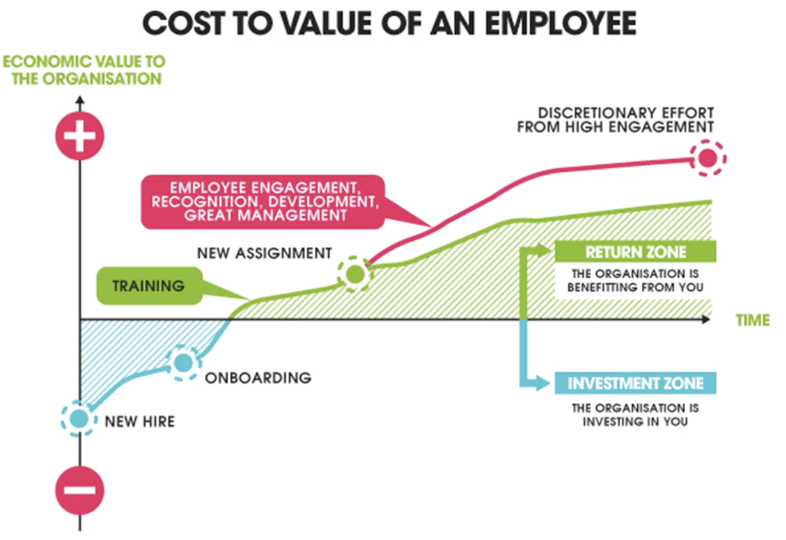 COST TO VALUE OF AN EMPLOYEE
ECONOMIC VALUE TO
THE ORGANISATION
DISCRETIONARY EFFORT
FROM HIGH ENGAGEMENT
EMPLOYEE ENGAGEMENT,
RECOGNITION, DEVELOPMENT,
GREAT MANAGEMENT
NEW ASSIGNMENT
RETURN ZONE
THE ORGANISATION IS
BENEFITTING FROM YOU
TRAINING
TIME
ONBOARDING
INVESTMENT ZONE
THE ORGANISATION IS
INVESTING IN YOU
NEW HIRE